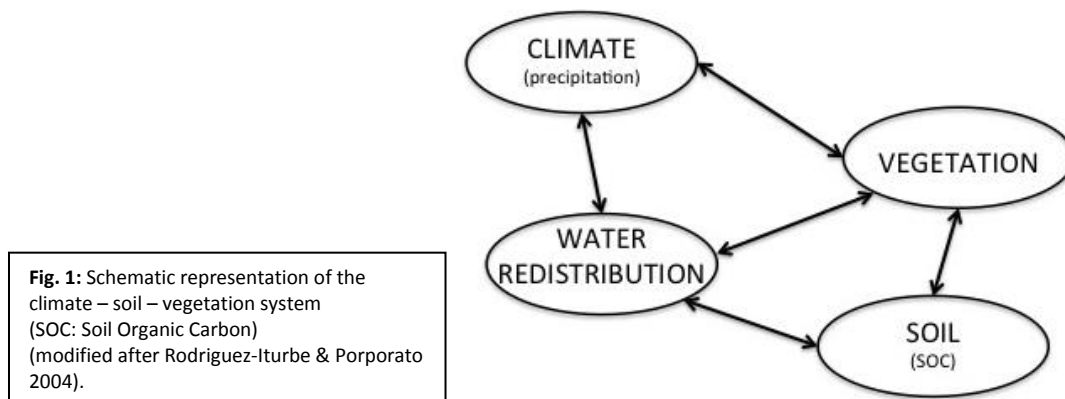 CLIMATE
(precipitation)
VEGETATION
WATER
REDISTRIBUTION
SOIL
(SOC)
Fig. 1: Schematic representation of the
climate – soil – vegetation system
(SOC: Soil Organic Carbon)
(modified after Rodriguez-Iturbe & Porporato
2004).